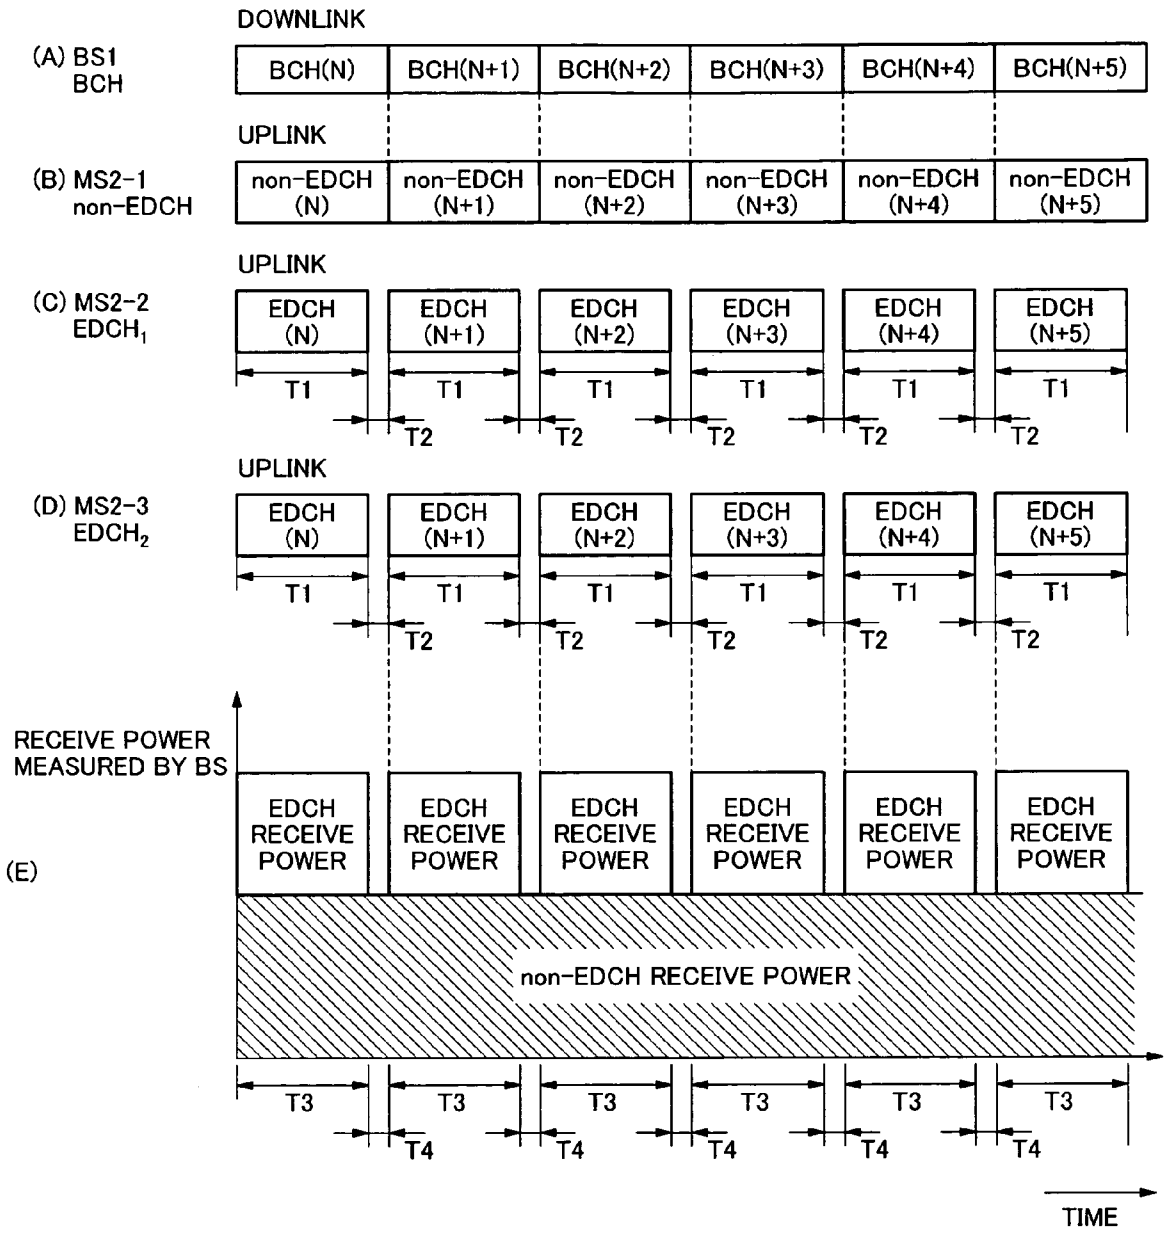 DOWNLINK
(A) BS1
BCH
BCH(N) BCH(N+1) BCH(N+2) BCH(N+3) BCH(N+4) BCH(N+5)
UPLINK
(B) MS2-1
non-EDCH
non-EDCH non-EDCH non-EDCH non-EDCH non-EDCH non-EDCH
(N) (N+1) (N+2) (N+3) (N+4) (N+5)
UPLINK
(C) MS2-2
EDCH₁
EDCH EDCH EDCH EDCH EDCH EDCH
(N) (N+1) (N+2) (N+3) (N+4) (N+5)
T1 T1 T1 T1 T1 T1
T2 T2 T2 T2 T2
UPLINK
(D) MS2-3
EDCH₂
EDCH EDCH EDCH EDCH EDCH EDCH
(N) (N+1) (N+2) (N+3) (N+4) (N+5)
T1 T1 T1 T1 T1 T1
T2 T2 T2 T2 T2
RECEIVE POWER
MEASURED BY BS
(E)
EDCH EDCH EDCH EDCH EDCH EDCH
RECEIVE RECEIVE RECEIVE RECEIVE RECEIVE RECEIVE
POWER POWER POWER POWER POWER POWER
non-EDCH RECEIVE POWER
T3 T3 T3 T3 T3 T3
T4 T4 T4 T4 T4
TIME